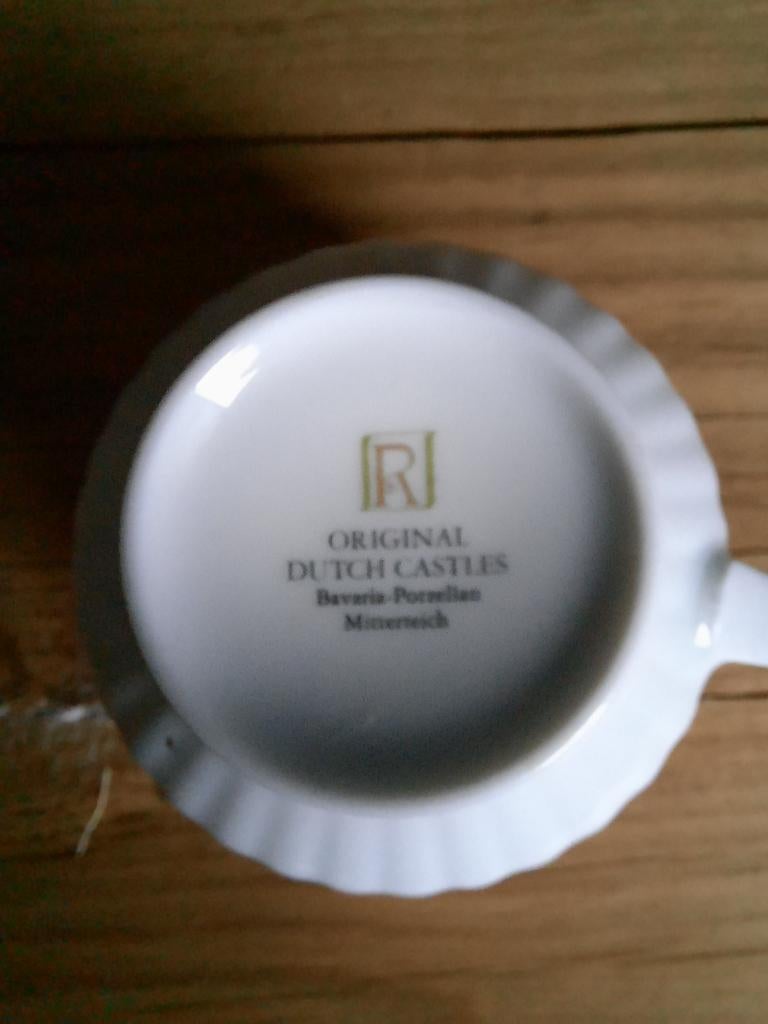 R
ORIGINAL
DUTCH CASTLES
Bavaria-Porzellan
Mitterteich